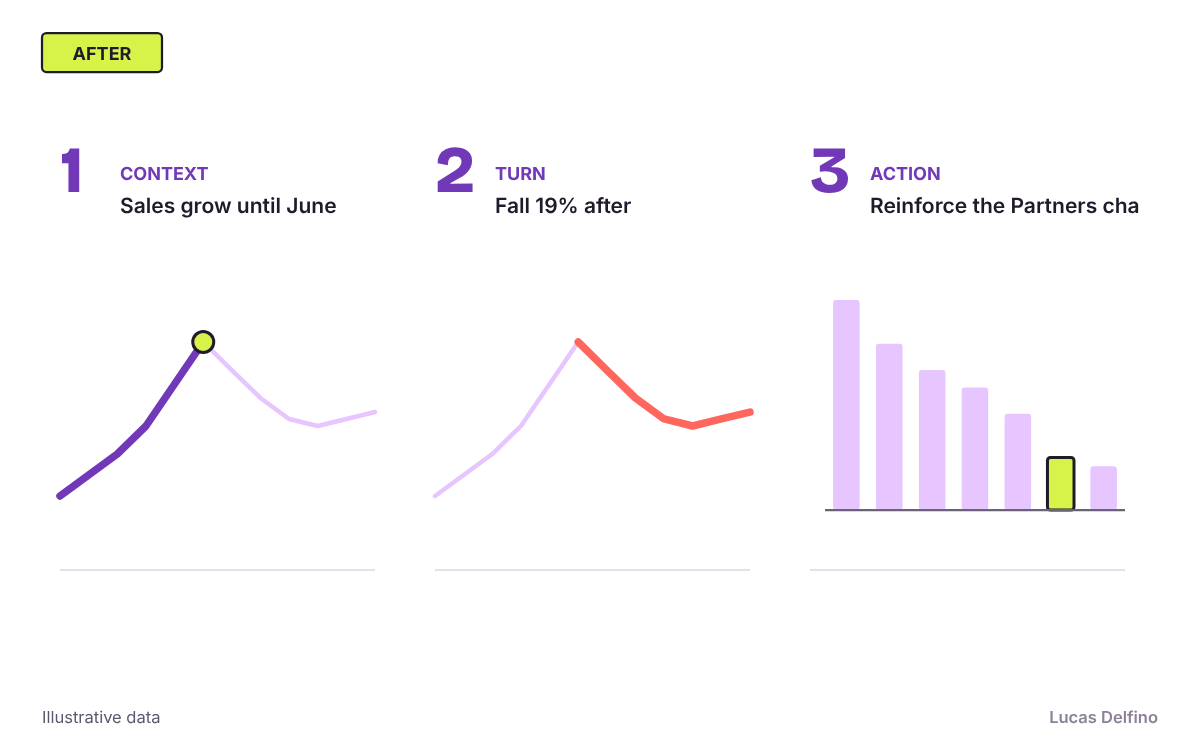 AFTER
1
CONTEXT
Sales grow until June
2
TURN
Fall 19% after
3
ACTION
Reinforce the Partners cha
Illustrative data
Lucas Delfino